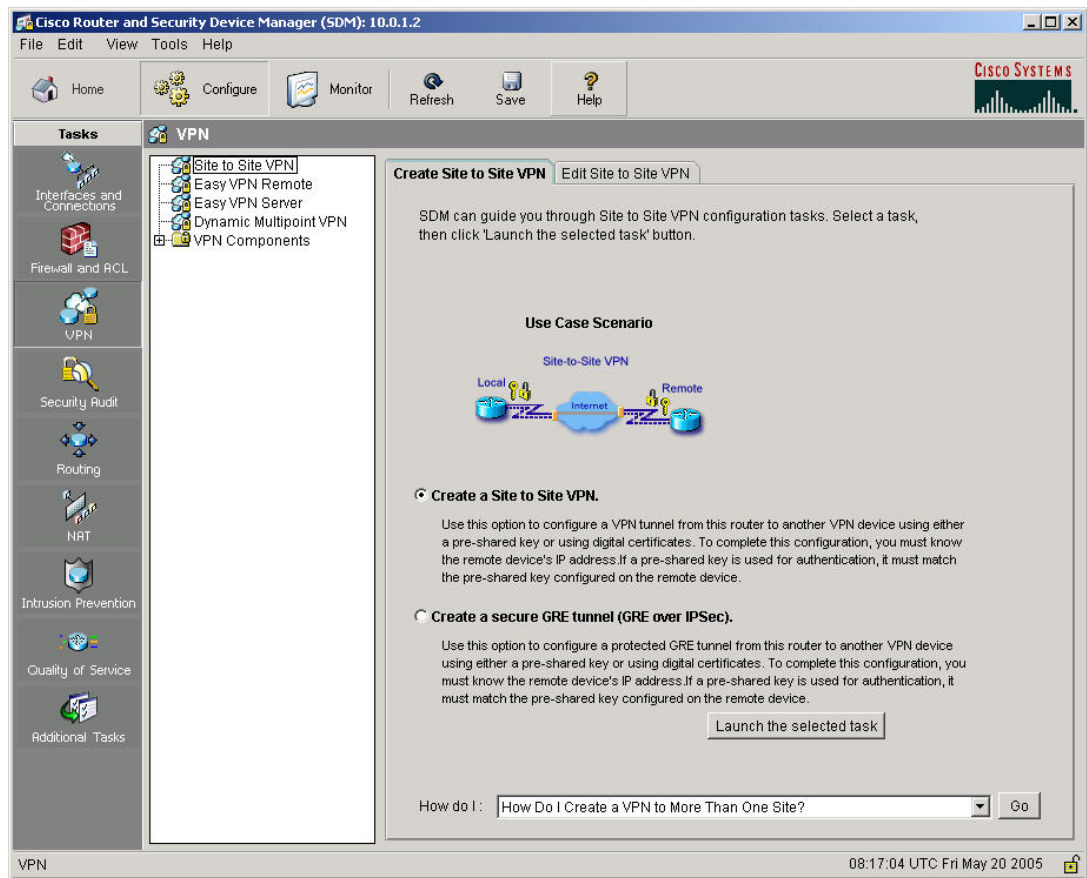 Cisco Router and Security Device Manager (SDM): 10.0.1.2
File Edit View Tools Help
Home Configure Monitor Refresh Save Help
CISCO SYSTEMS
Tasks
VPN
Interfaces and
Connections
Firewall and ACL
VPN
Security Audit
Routing
NAT
Intrusion Prevention
Quality of Service
Additional Tasks
Site to Site VPN
Easy VPN Remote
Easy VPN Server
Dynamic Multipoint VPN
VPN Components
Create Site to Site VPN Edit Site to Site VPN
SDM can guide you through Site to Site VPN configuration tasks. Select a task,
then click 'Launch the selected task' button.
Use Case Scenario
Site-to-Site VPN
Local
Internet
Remote
Create a Site to Site VPN.
Use this option to configure a VPN tunnel from this router to another VPN device using either
a pre-shared key or using digital certificates. To complete this configuration, you must know
the remote device's IP address.If a pre-shared key is used for authentication, it must match
the pre-shared key configured on the remote device.
Create a secure GRE tunnel (GRE over IPSec).
Use this option to configure a protected GRE tunnel from this router to another VPN device
using either a pre-shared key or using digital certificates. To complete this configuration, you
must know the remote device's IP address.If a pre-shared key is used for authentication, it
must match the pre-shared key configured on the remote device.
Launch the selected task
How do I : How Do I Create a VPN to More Than One Site? Go
VPN 08:17:04 UTC Fri May 20 2005